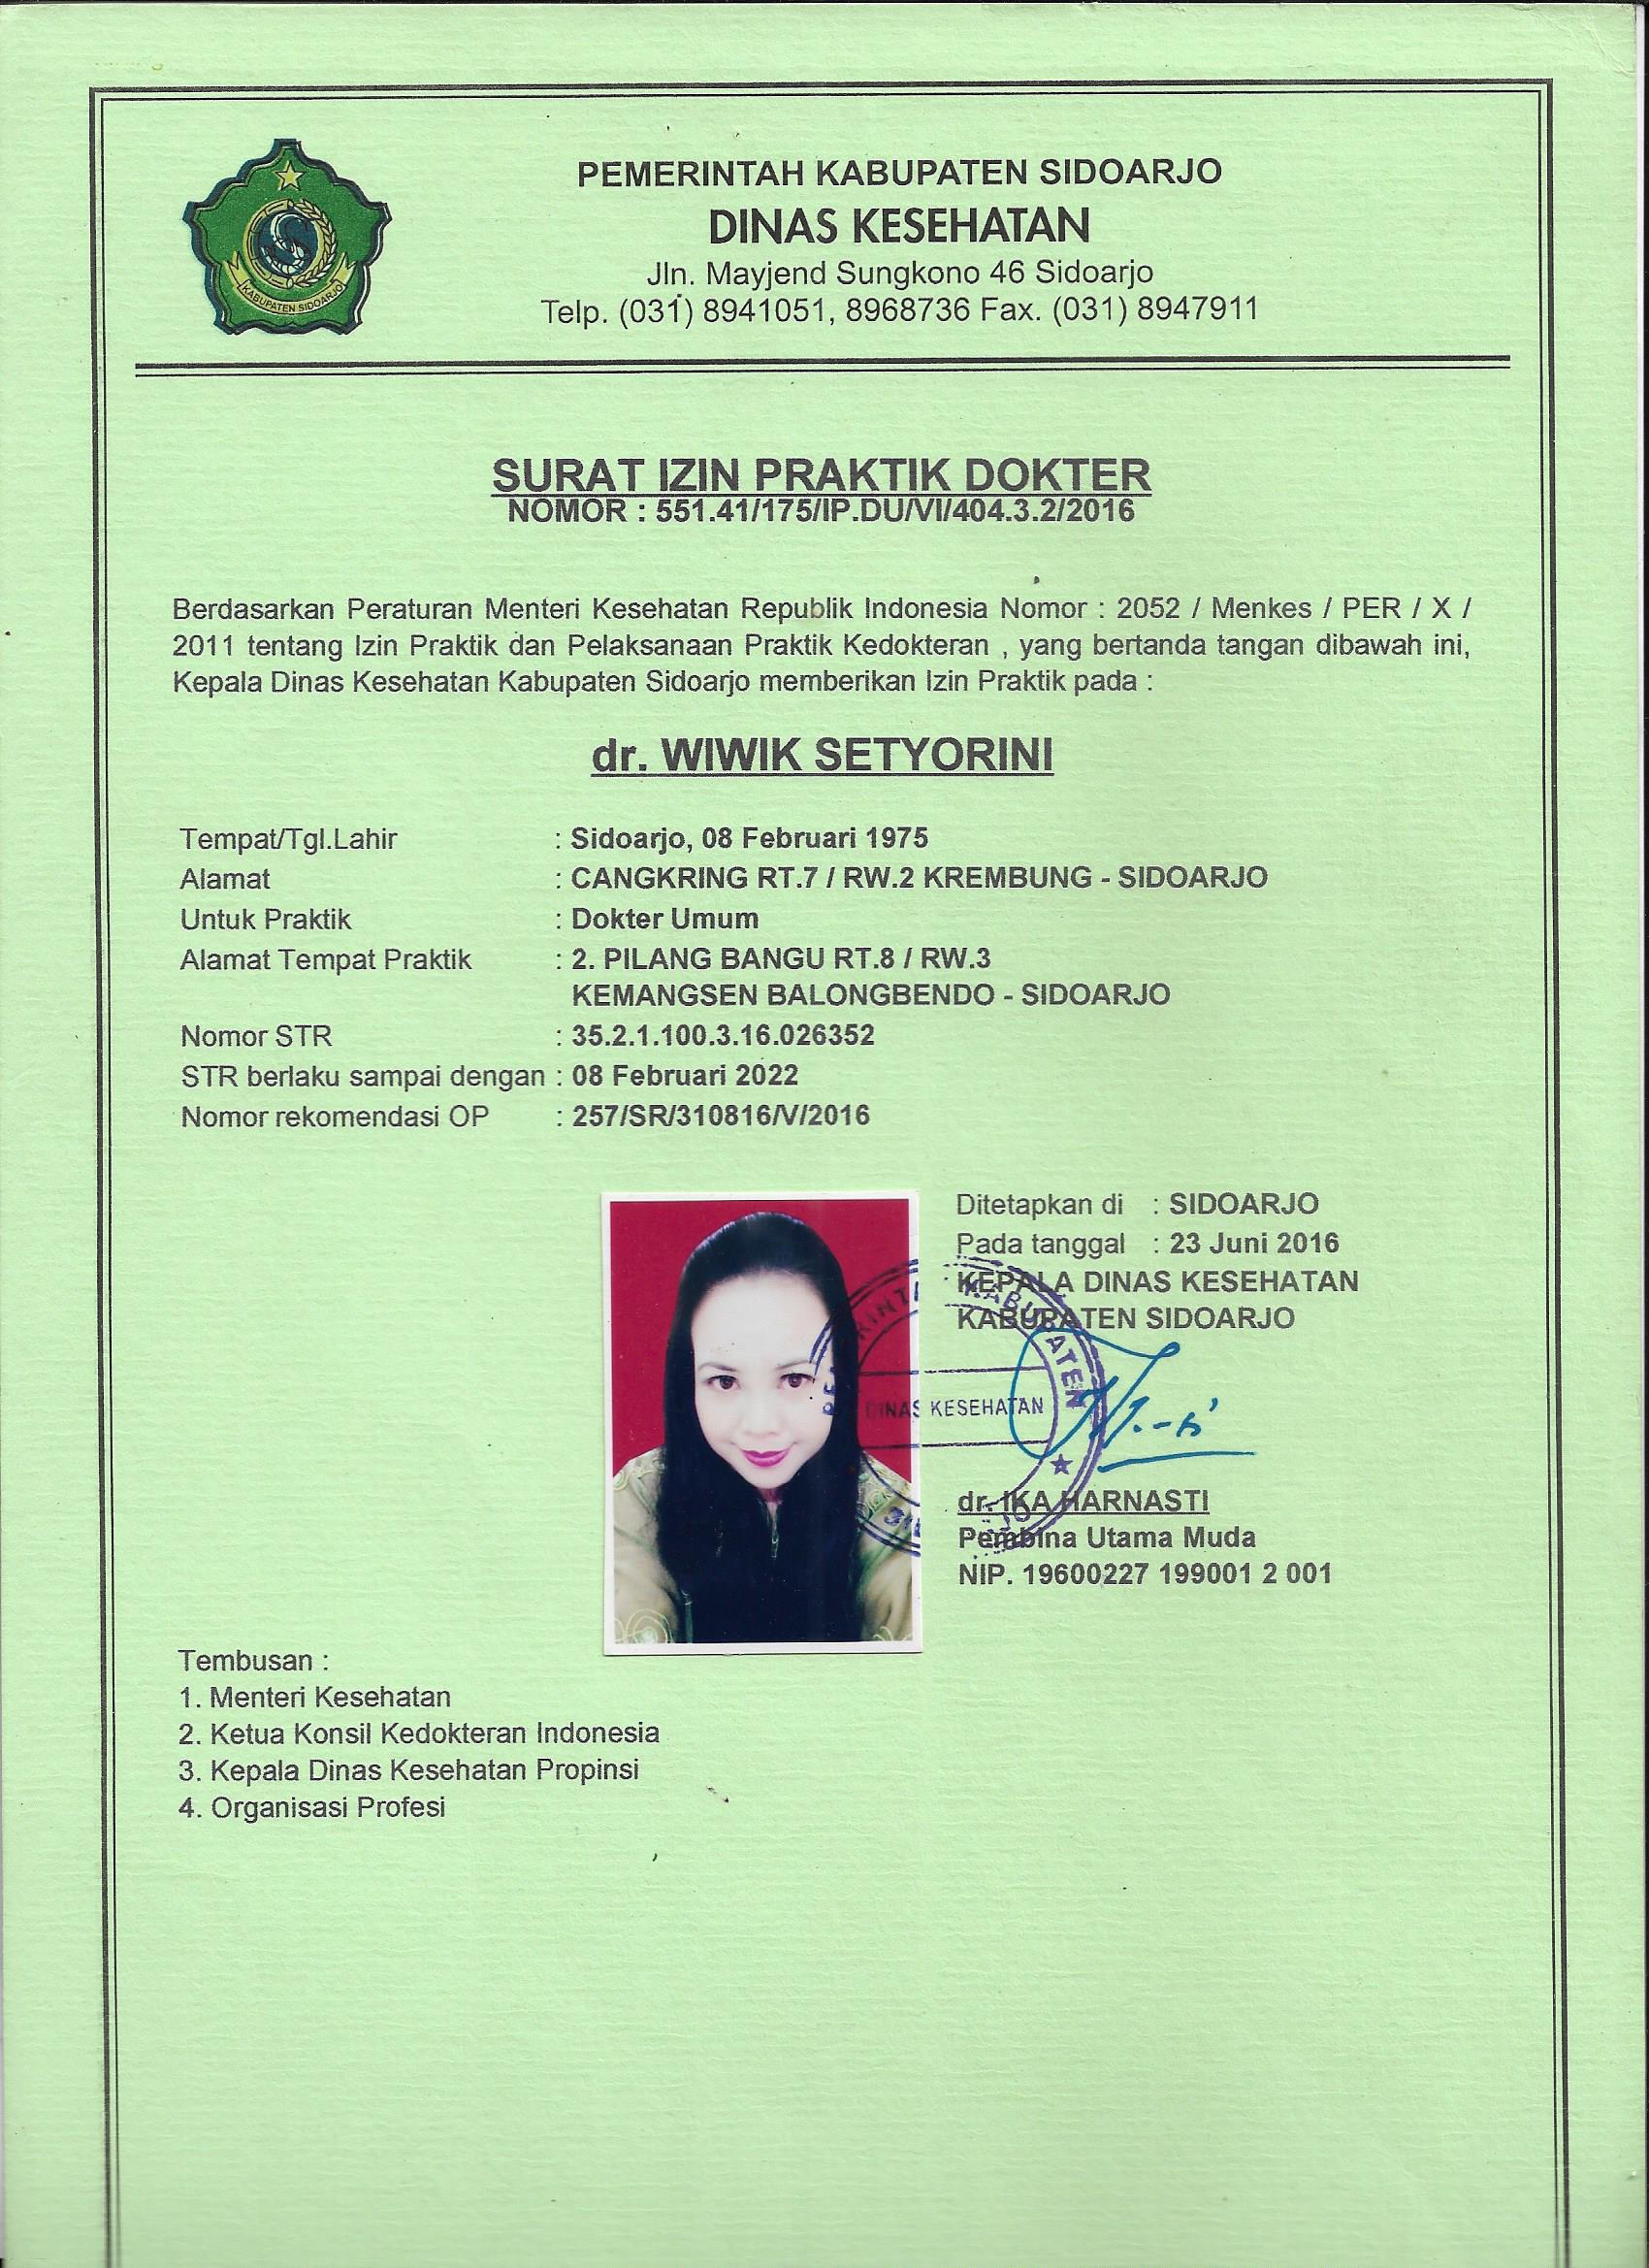 KABUPATEN SIDOARJO
PEMERINTAH KABUPATEN SIDOARJO
DINAS KESEHATAN
Jln. Mayjend Sungkono 46 Sidoarjo
Telp. (031) 8941051, 8968736 Fax. (031) 8947911
SURAT IZIN PRAKTIK DOKTER
NOMOR : 551.41/175/IP.DU/VI/404.3.2/2016
Berdasarkan Peraturan Menteri Kesehatan Republik Indonesia Nomor : 2052 / Menkes / PER / X /
2011 tentang Izin Praktik dan Pelaksanaan Praktik Kedokteran , yang bertanda tangan dibawah ini,
Kepala Dinas Kesehatan Kabupaten Sidoarjo memberikan Izin Praktik pada :
dr. WIWIK SETYORINI
Tempat/Tgl.Lahir : Sidoarjo, 08 Februari 1975
Alamat : CANGKRING RT.7 / RW.2 KREMBUNG - SIDOARJO
Untuk Praktik : Dokter Umum
Alamat Tempat Praktik : 2. PILANG BANGU RT.8 / RW.3
KEMANGSEN BALONGBENDO - SIDOARJO
Nomor STR : 35.2.1.100.3.16.026352
STR berlaku sampai dengan : 08 Februari 2022
Nomor rekomendasi OP : 257/SR/310816/V/2016
Ditetapkan di : SIDOARJO
Pada tanggal : 23 Juni 2016
KEPALA DINAS KESEHATAN
KABUPATEN SIDOARJO
KABUPATEN
DINAS KESEHATAN
dr. IKA HARNASTI
Pembina Utama Muda
NIP. 19600227 199001 2 001
Tembusan :
1. Menteri Kesehatan
2. Ketua Konsil Kedokteran Indonesia
3. Kepala Dinas Kesehatan Propinsi
4. Organisasi Profesi